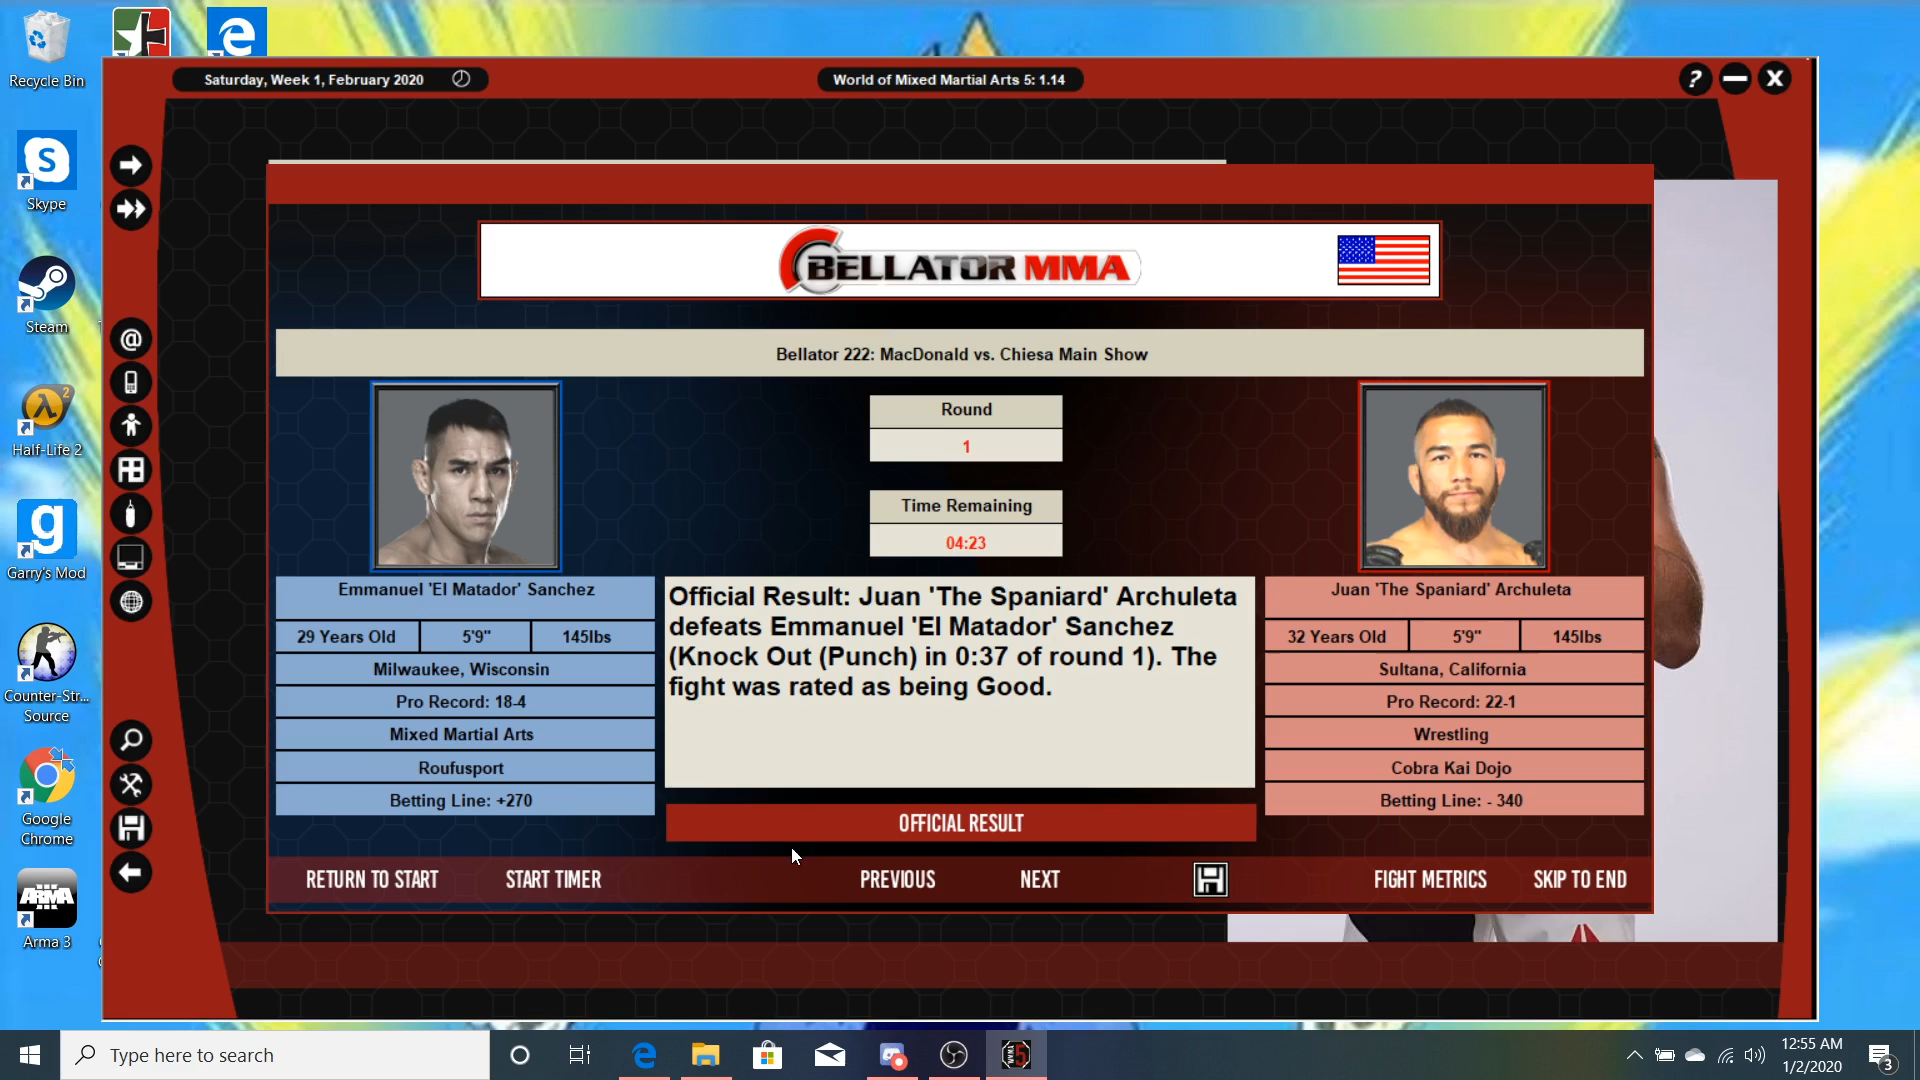 Recycle Bin
Skype
Steam
Half-Life 2
Garry's Mod
Counter-Str...
Source
Google
Chrome
Arma 3
Saturday, Week 1, February 2020
World of Mixed Martial Arts 5: 1.14
?
X
BELLATOR MMA
Bellator 222: MacDonald vs. Chiesa Main Show
Round
1
Time Remaining
04:23
Emmanuel 'El Matador' Sanchez
29 Years Old 5'9" 145lbs
Milwaukee, Wisconsin
Pro Record: 18-4
Mixed Martial Arts
Roufusport
Betting Line: +270
Official Result: Juan 'The Spaniard' Archuleta
defeats Emmanuel 'El Matador' Sanchez
(Knock Out (Punch) in 0:37 of round 1). The
fight was rated as being Good.
OFFICIAL RESULT
Juan 'The Spaniard' Archuleta
32 Years Old 5'9" 145lbs
Sultana, California
Pro Record: 22-1
Wrestling
Cobra Kai Dojo
Betting Line: - 340
RETURN TO START START TIMER PREVIOUS NEXT FIGHT METRICS SKIP TO END
Type here to search
12:55 AM
1/2/2020
3